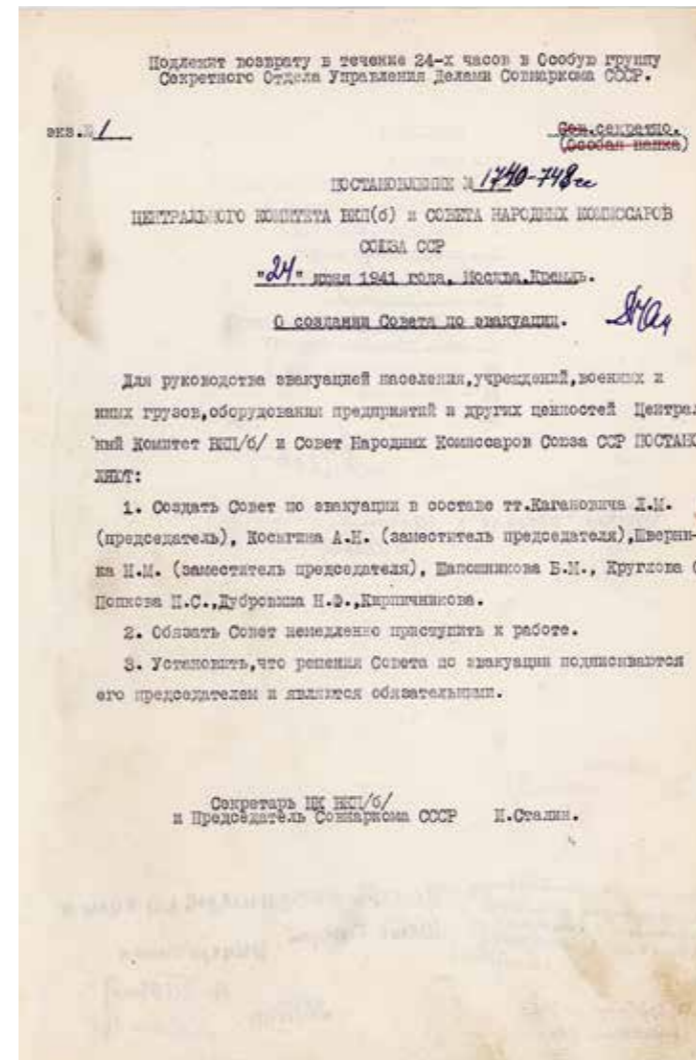 Подлежит возврату в течение 24-х часов в Особую группу
Секретного Отдела Управления Делами Совнаркома СССР.
экз.№ 1
Сов.секретно.
(Особая папка)
ПОСТАНОВЛЕНИЕ № 1740-748сс
ЦЕНТРАЛЬНОГО КОМИТЕТА ВКП(б) и СОВЕТА НАРОДНЫХ КОМИССАРОВ
СОЮЗА ССР
"24" июня 1941 года, Москва,Кремль.
О создании Совета по эвакуации.
Для руководства эвакуацией населения,учреждений,военных и
иных грузов,оборудования предприятий и других ценностей Централ
ный Комитет ВКП/б/ и Совет Народных Комиссаров Союза ССР ПОСТАНО
ЛЯЮТ:
1. Создать Совет по эвакуации в составе тт.Кагановича Л.М.
(председатель), Косыгина А.Н. (заместитель председателя),Шверни-
ка Н.М. (заместитель председателя), Шапошникова Б.М., Круглова
Попкова П.С.,Дубровина Н.Ф.,Кирпичникова.
2. Обязать Совет немедленно приступить к работе.
3. Установить,что решения Совета по эвакуации подписываются
его председателем и являются обязательными.
Секретарь ЦК ВКП/б/
и Председатель Совнаркома СССР И.Сталин.